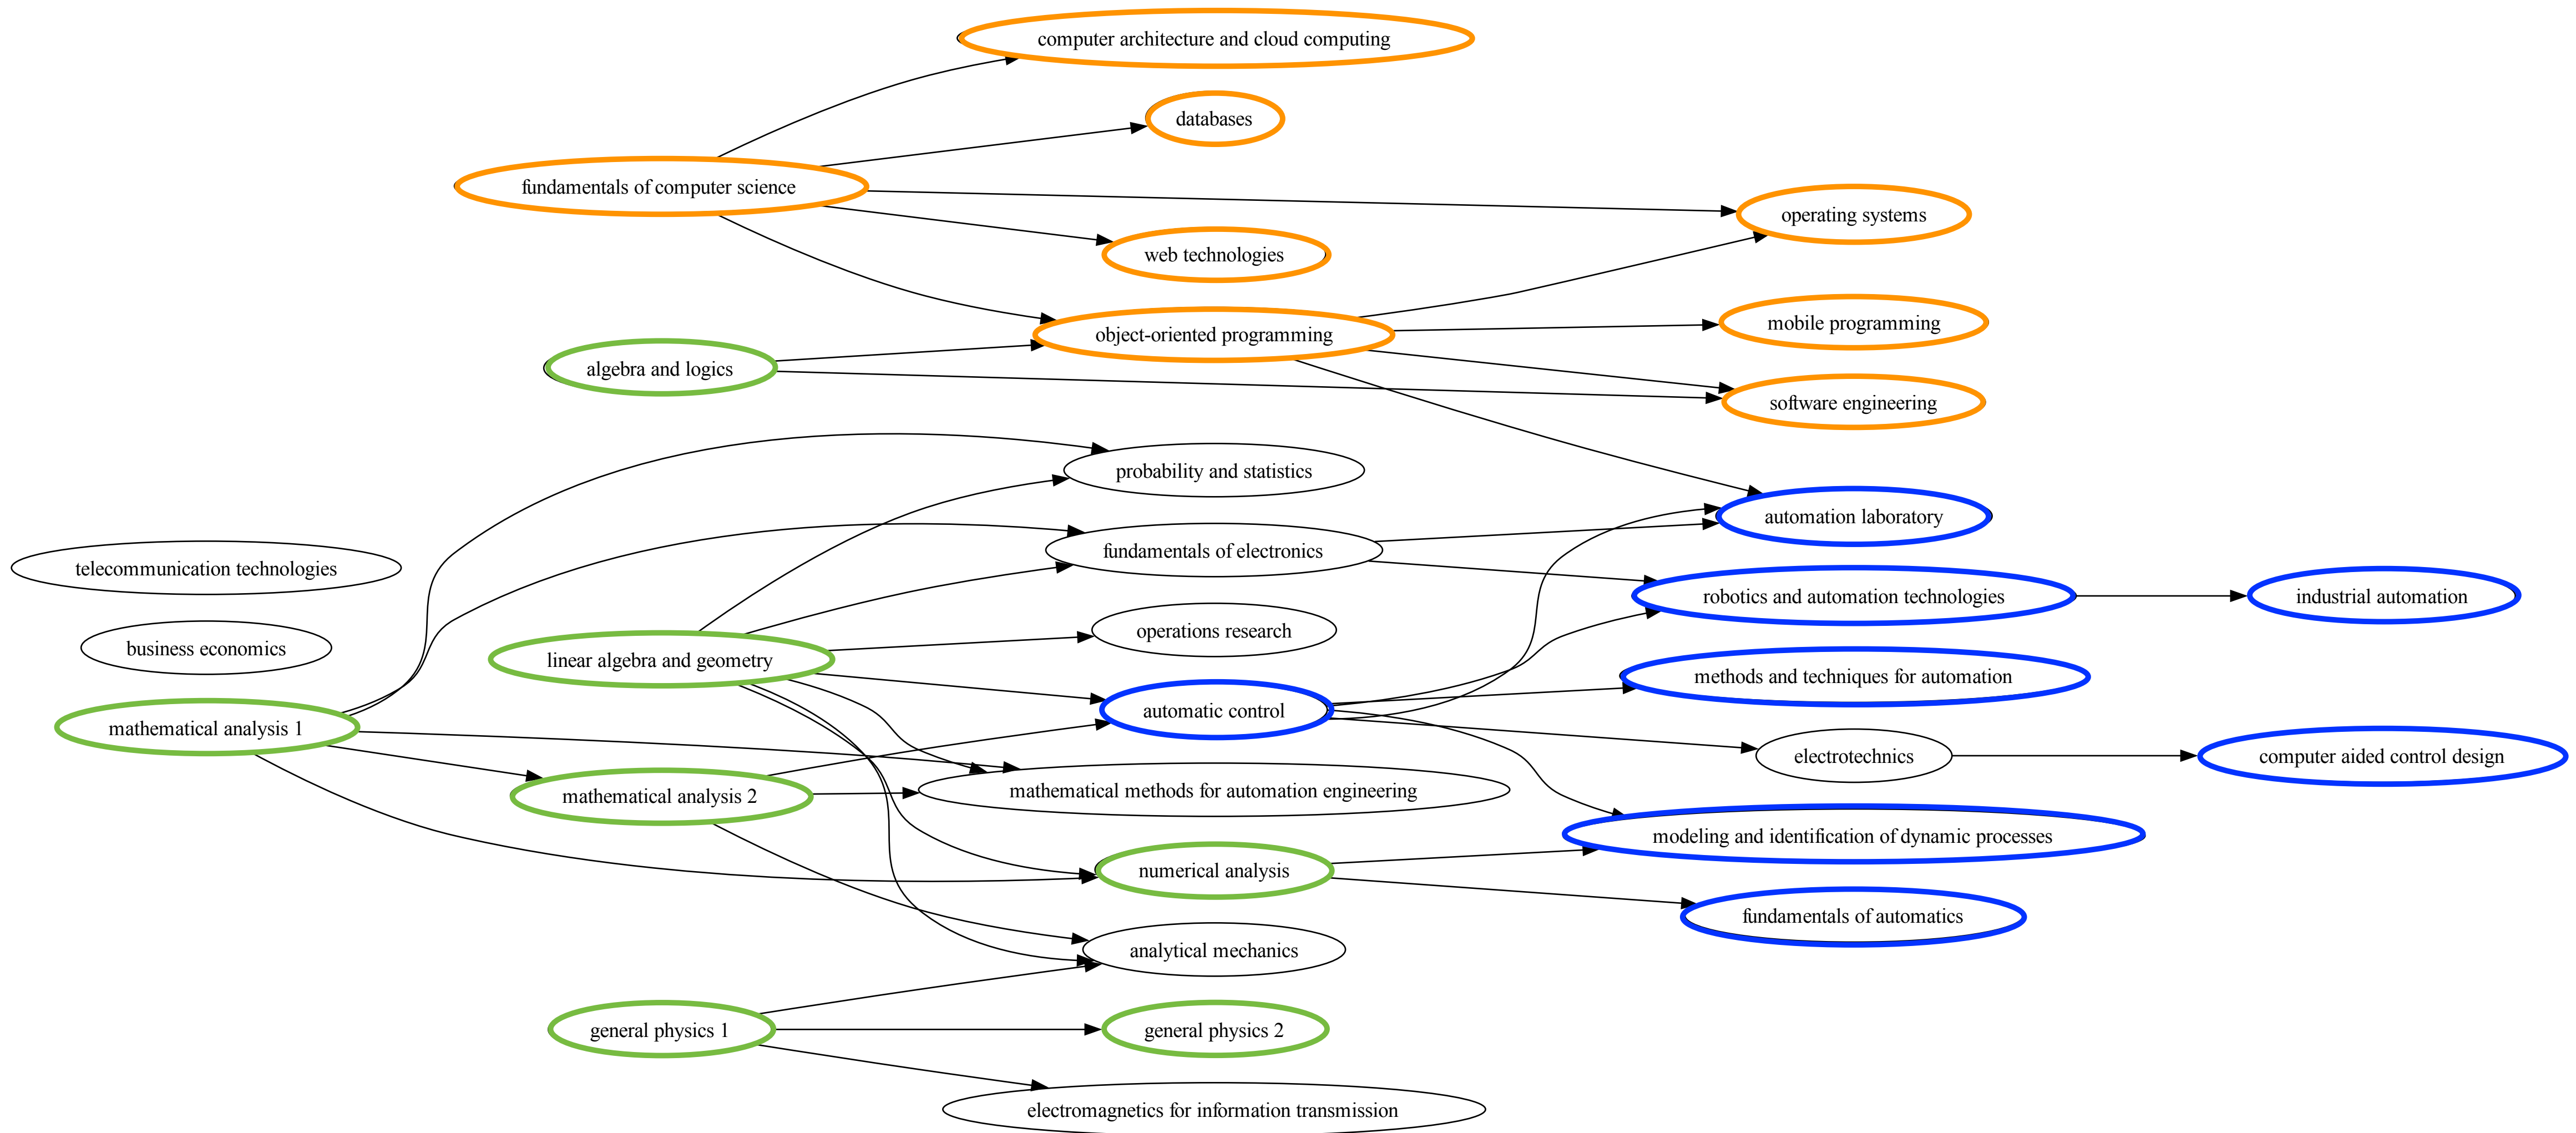 computer architecture and cloud computing
databases
fundamentals of computer science
operating systems
web technologies
mobile programming
object-oriented programming
algebra and logics
software engineering
probability and statistics
automation laboratory
fundamentals of electronics
telecommunication technologies
robotics and automation technologies
industrial automation
operations research
business economics
linear algebra and geometry
methods and techniques for automation
automatic control
mathematical analysis 1
electrotechnics
computer aided control design
mathematical methods for automation engineering
mathematical analysis 2
modeling and identification of dynamic processes
numerical analysis
fundamentals of automatics
analytical mechanics
general physics 1
general physics 2
electromagnetics for information transmission